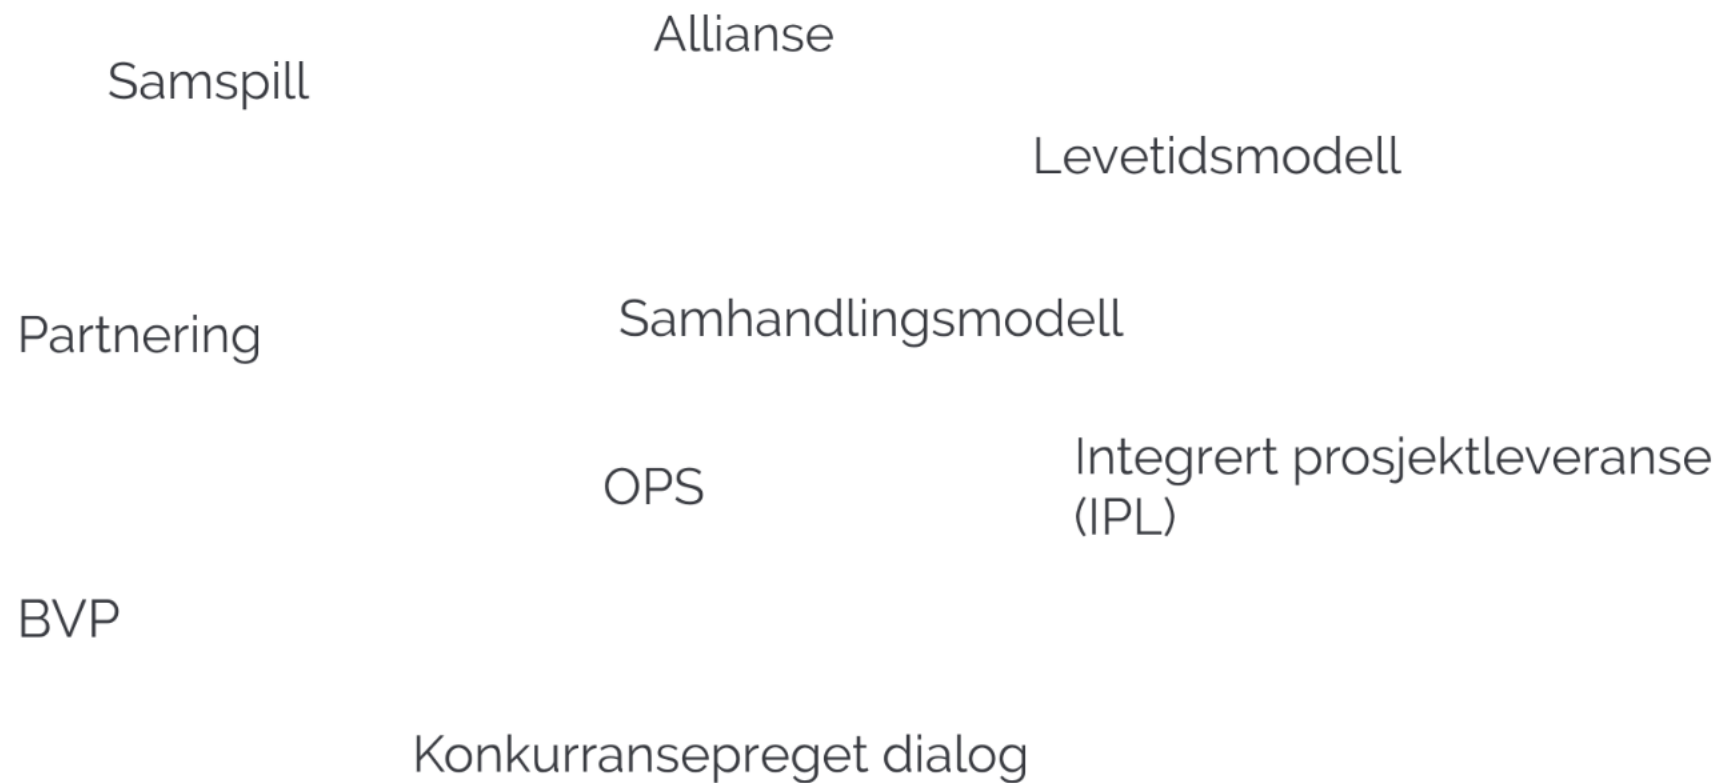 Allianse
Samspill
Levetidsmodell
Samhandlingsmodell
Partnering
Integrert prosjektleveranse
(IPL)
OPS
BVP
Konkurransepreget dialog